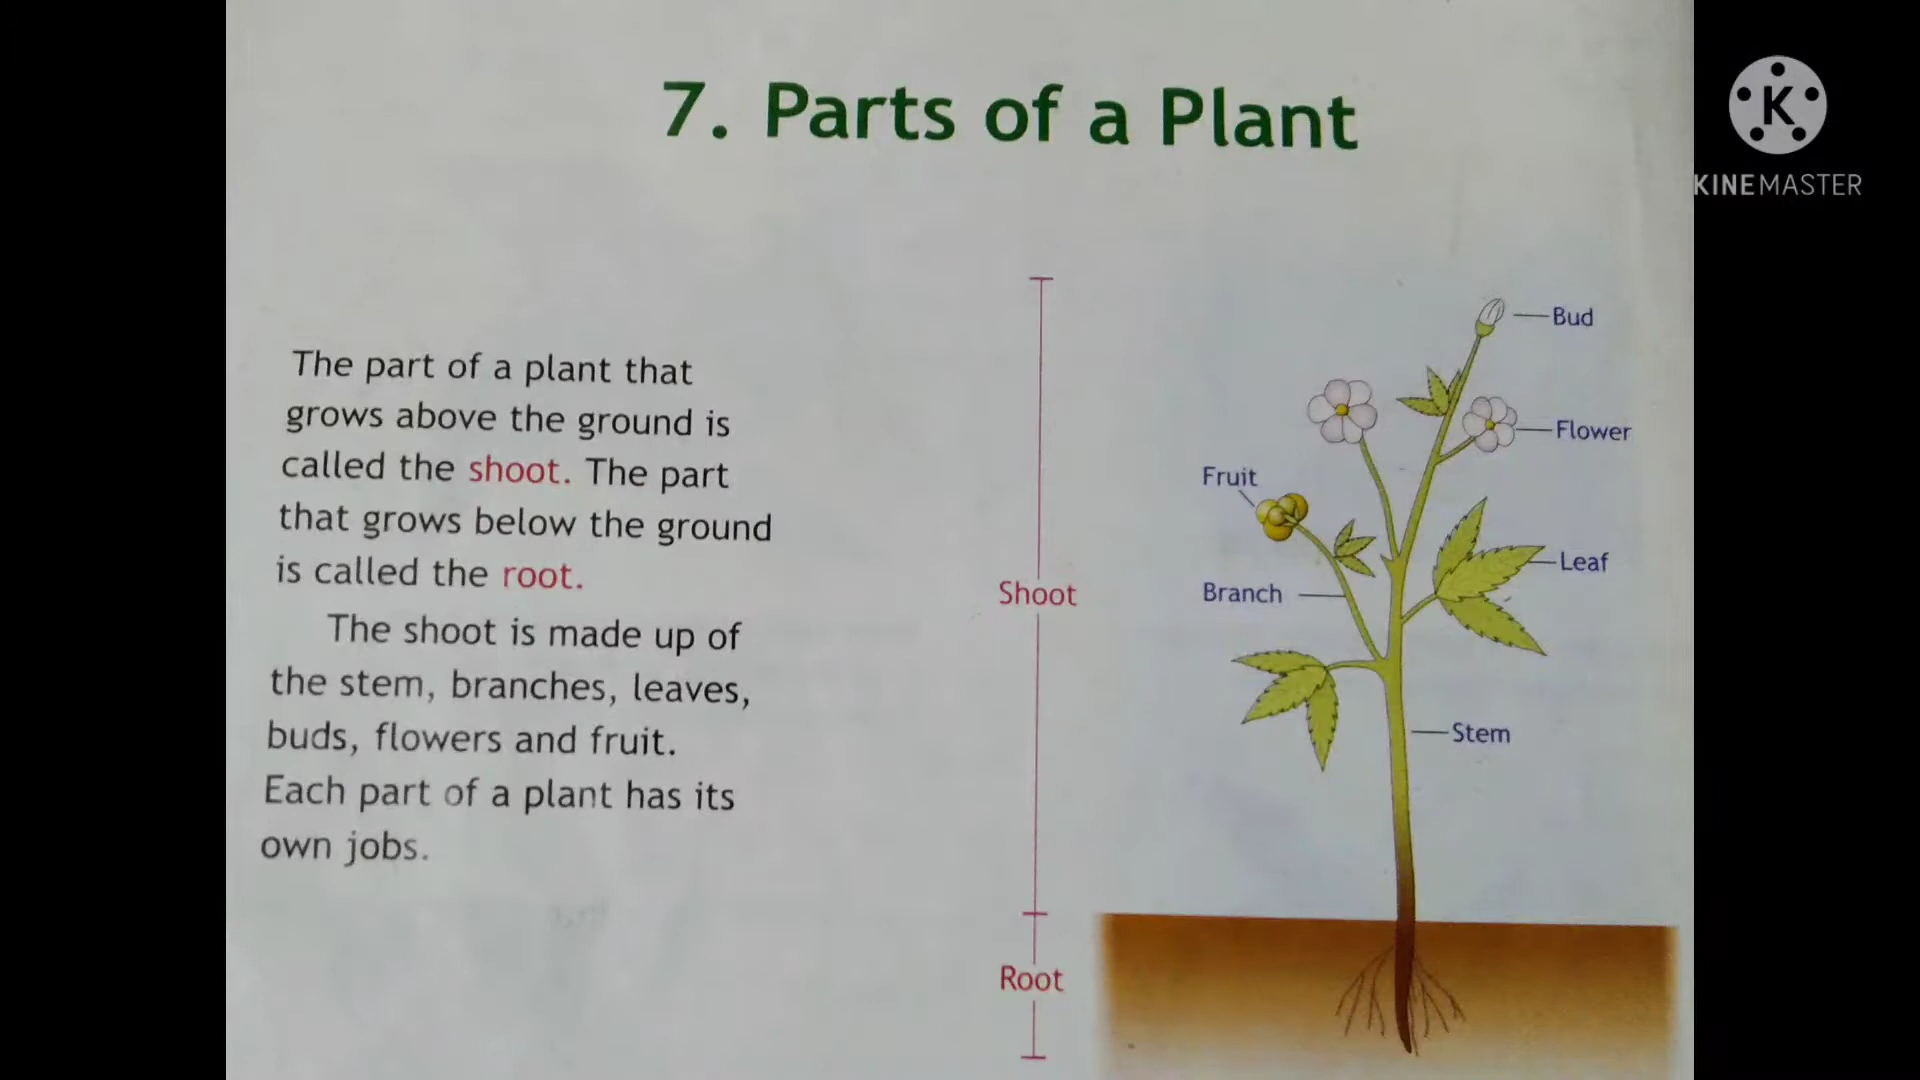 7. Parts of a Plant
KINEMASTER
The part of a plant that
grows above the ground is
called the shoot. The part
that grows below the ground
is called the root.
The shoot is made up of
the stem, branches, leaves,
buds, flowers and fruit.
Each part of a plant has its
own jobs.
Shoot
Root
Bud
Flower
Fruit
Leaf
Branch
Stem